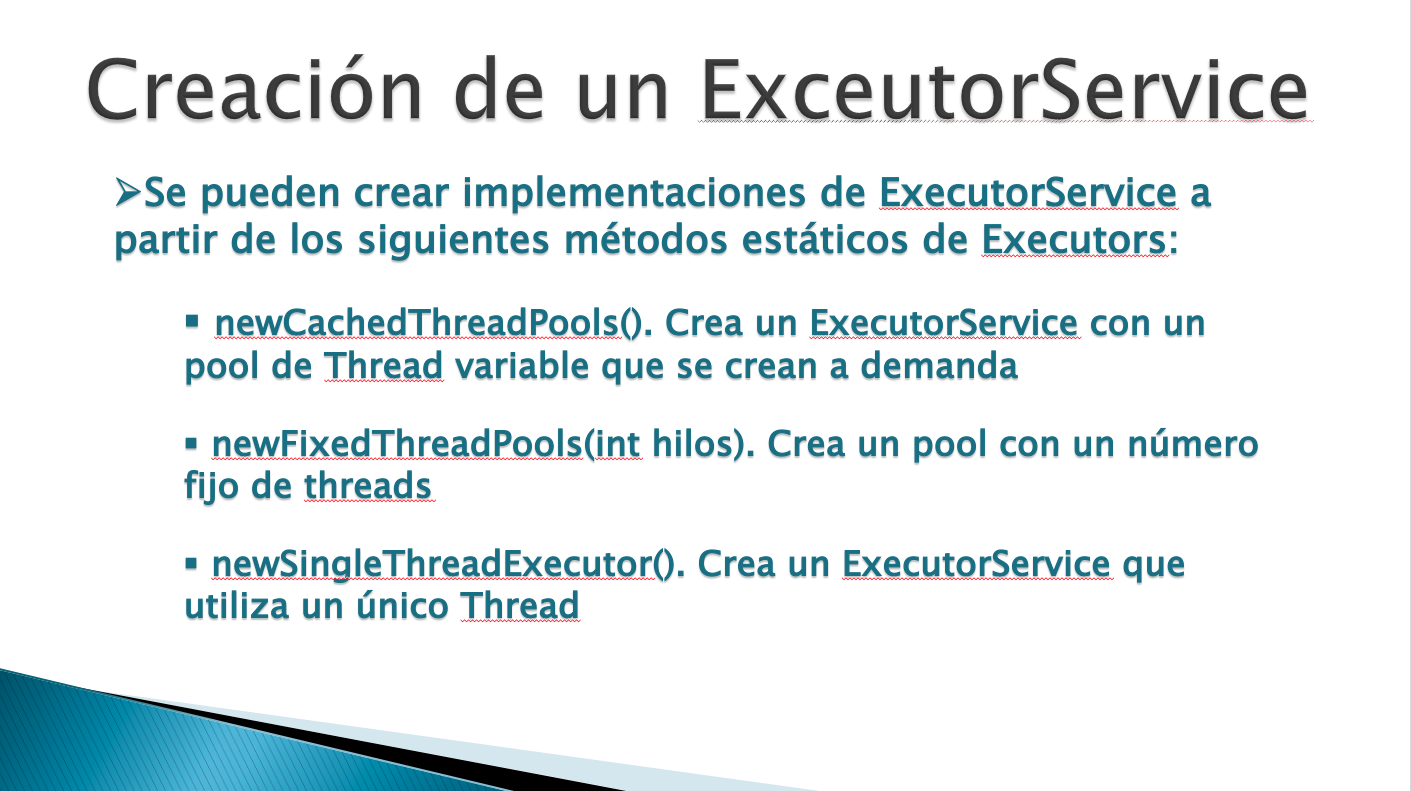 Creación de un ExceutorService
➢Se pueden crear implementaciones de ExecutorService a
partir de los siguientes métodos estáticos de Executors:
▪ newCachedThreadPools(). Crea un ExecutorService con un
pool de Thread variable que se crean a demanda
▪ newFixedThreadPools(int hilos). Crea un pool con un número
fijo de threads
▪ newSingleThreadExecutor(). Crea un ExecutorService que
utiliza un único Thread